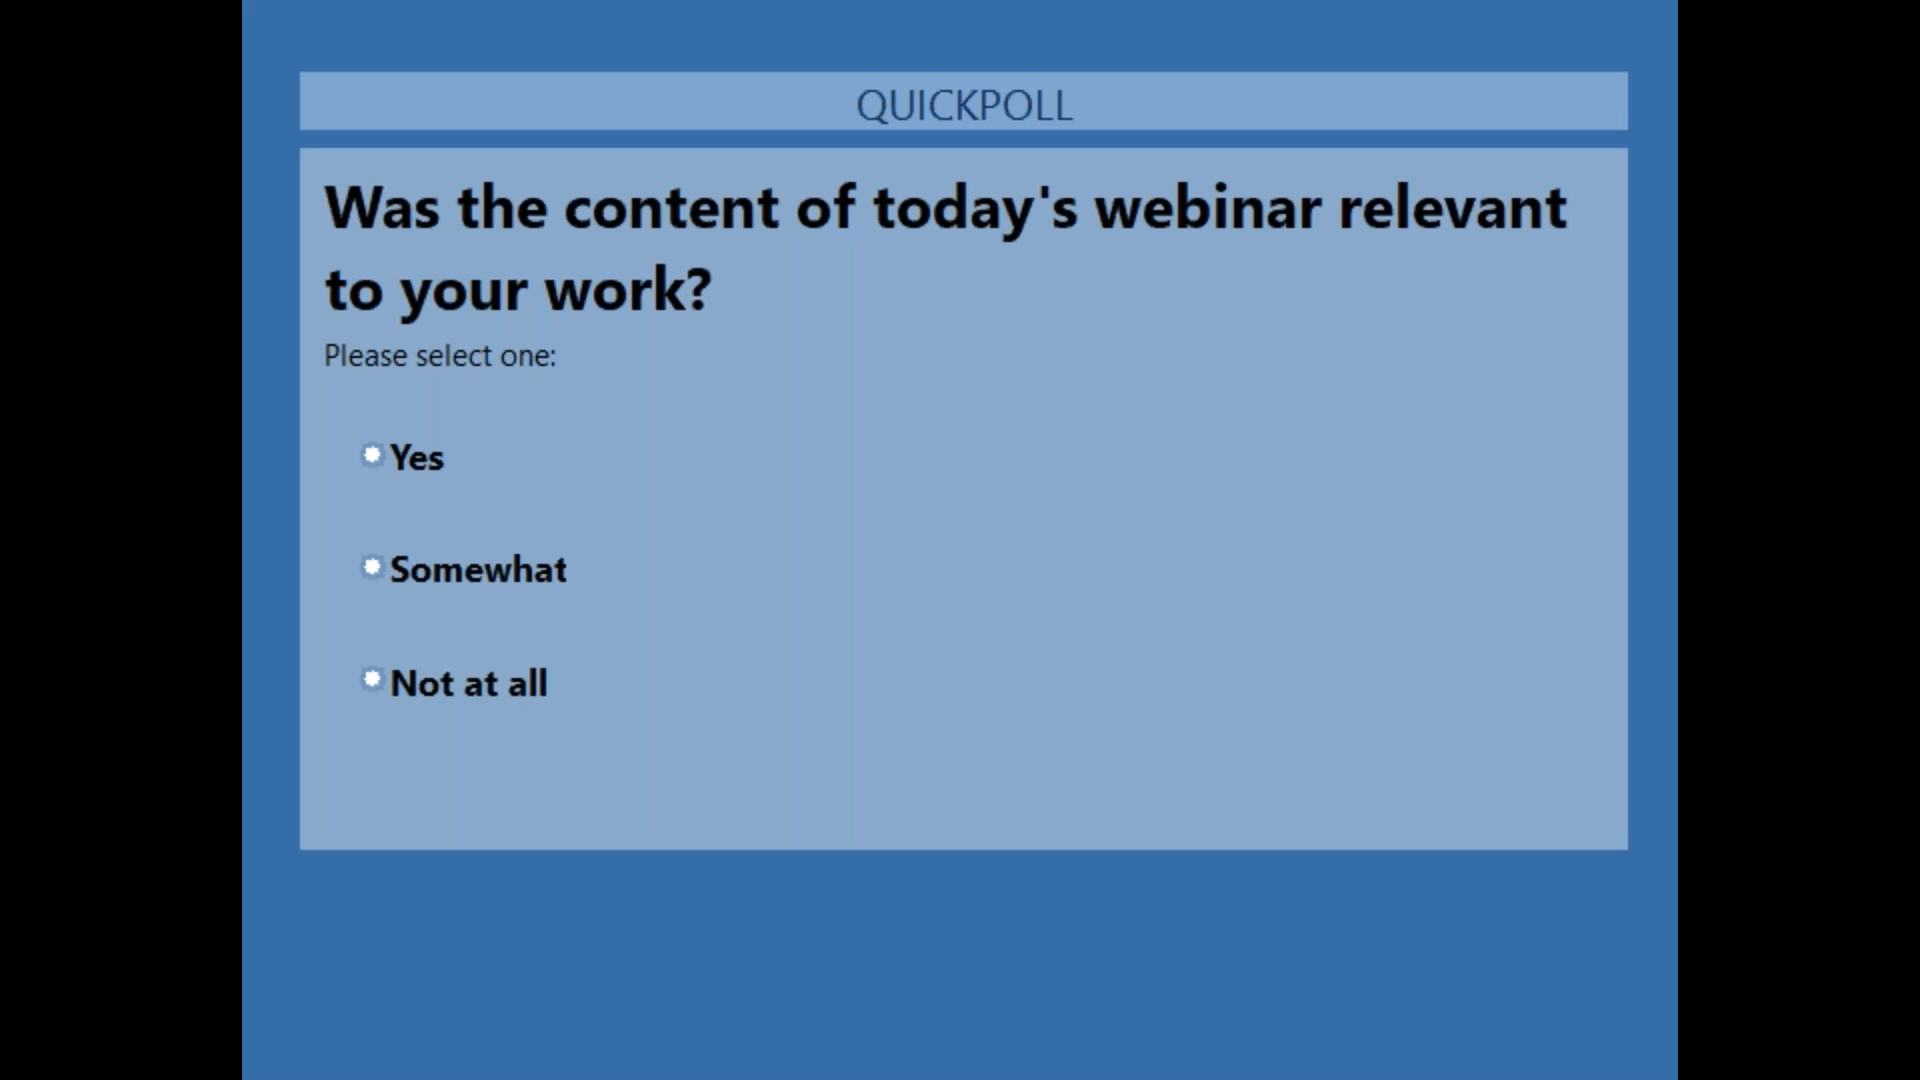 QUICKPOLL
Was the content of today's webinar relevant
to your work?
Please select one:
Yes
Somewhat
Not at all